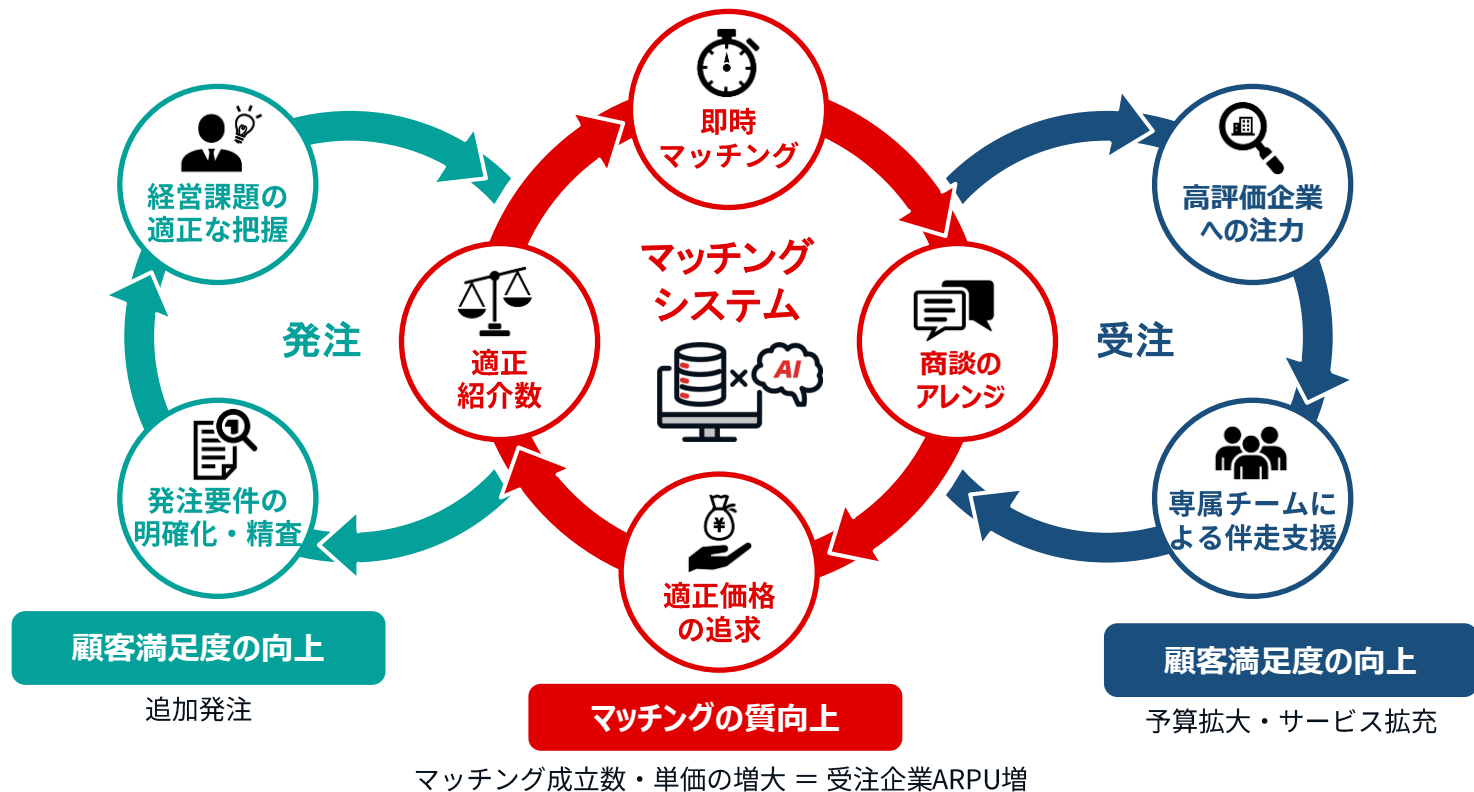 即時
マッチング
経営課題の
適正な把握
高評価企業
への注力
マッチング
システム
AI
発注
受注
適正
紹介数
商談の
アレンジ
発注要件の
明確化・精査
専属チームに
よる伴走支援
¥
適正価格
の追求
顧客満足度の向上
追加発注
マッチングの質向上
マッチング成立数・単価の増大 ＝ 受注企業ARPU増
顧客満足度の向上
予算拡大・サービス拡充